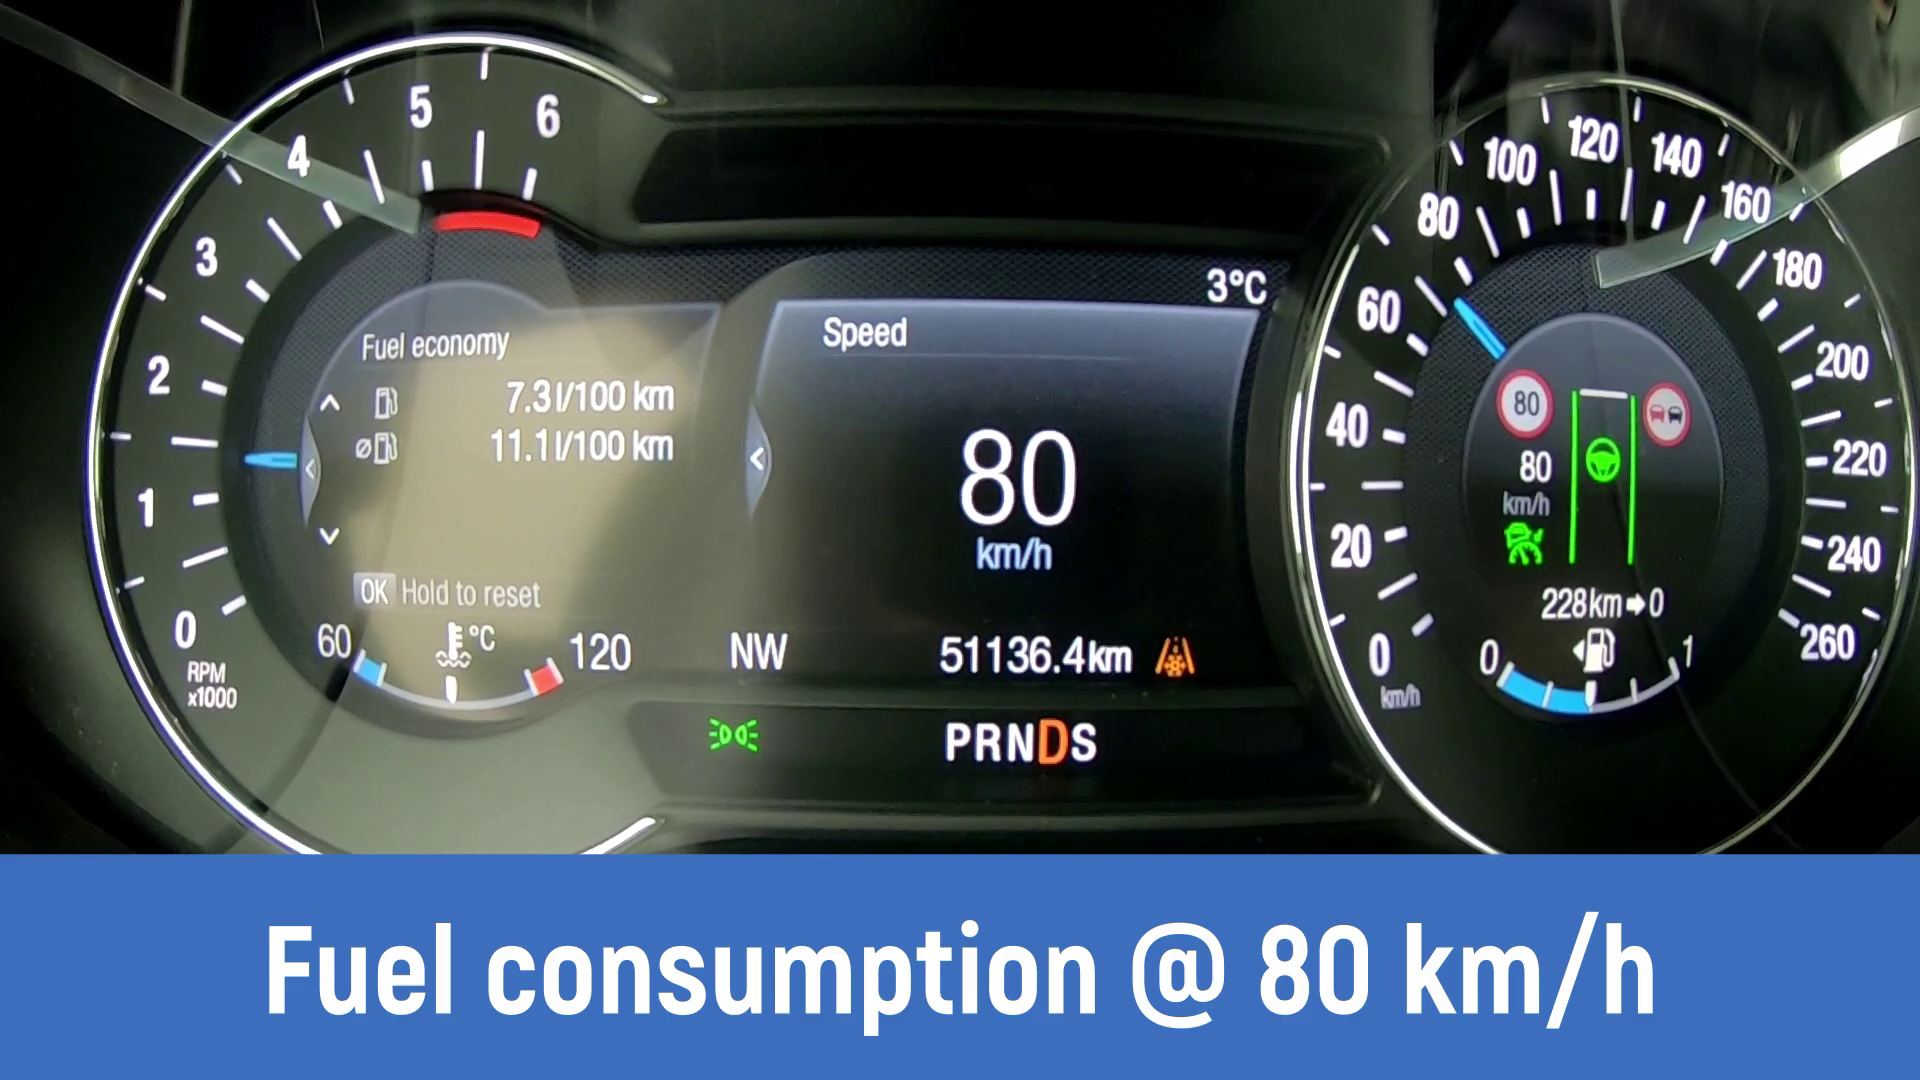 0
1
2
3
4
5
6
RPM
x1000
Fuel economy
7.3 l/100 km
⌀ 11.1 l/100 km
OK Hold to reset
60 °C 120
3°C
Speed
80
km/h
NW 51136.4km
PRNDS
0
20
40
60
80
100
120
140
160
180
200
220
240
260
km/h
80
80
km/h
228km→0
0 1
Fuel consumption @ 80 km/h